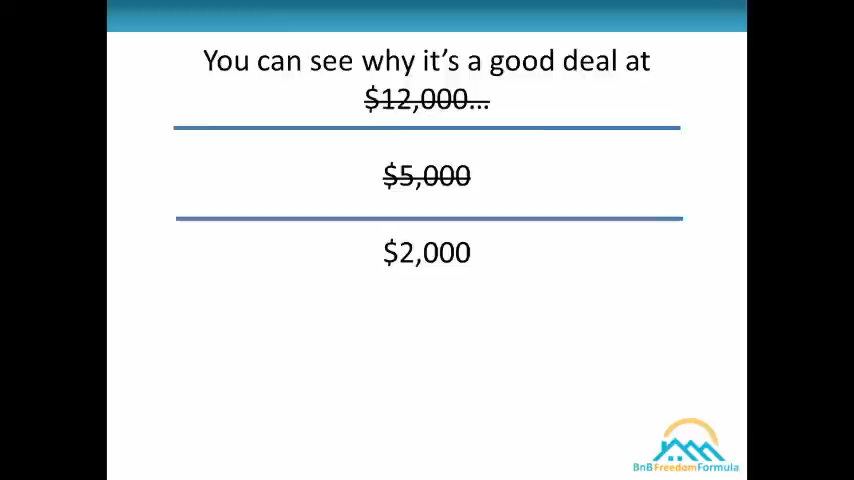 You can see why it's a good deal at
$12,000...
$5,000
$2,000
BnBFreedomFormula